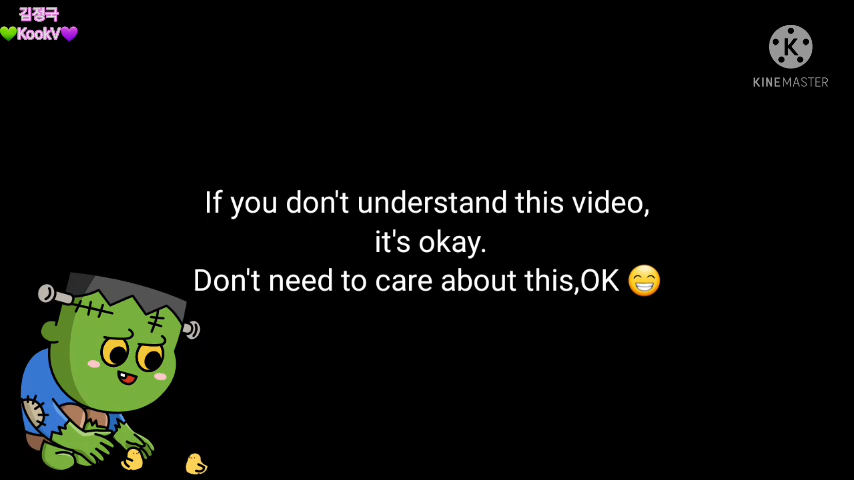 김정국
💚KookV💜
K
KINEMASTER
If you don't understand this video,
it's okay.
Don't need to care about this,OK 😁